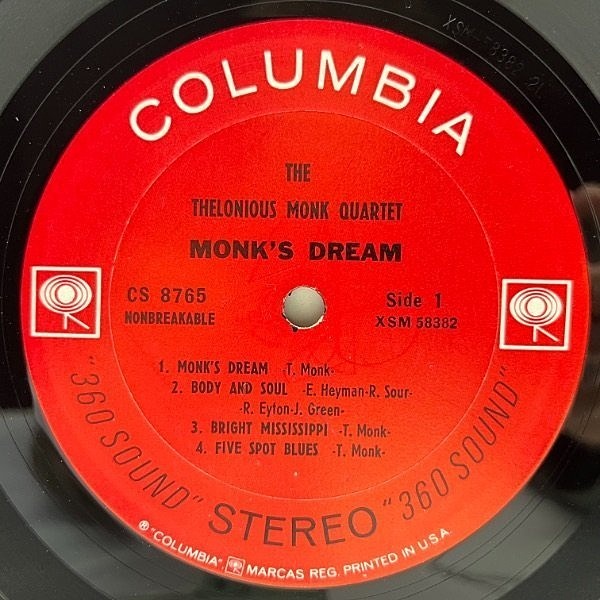 COLUMBIA
THE
THELONIOUS MONK QUARTET
MONK'S DREAM
CS 8765
NONBREAKABLE
Side 1
XSM 58382
1. MONK'S DREAM -T. Monk-
2. BODY AND SOUL -E. Heyman-R. Sour-
-R. Eyton-J. Green-
3. BRIGHT MISSISSIPPI -T. Monk-
4. FIVE SPOT BLUES -T. Monk-
"360 SOUND" STEREO "360 SOUND"
® "COLUMBIA", MARCAS REG. PRINTED IN U.S.A.